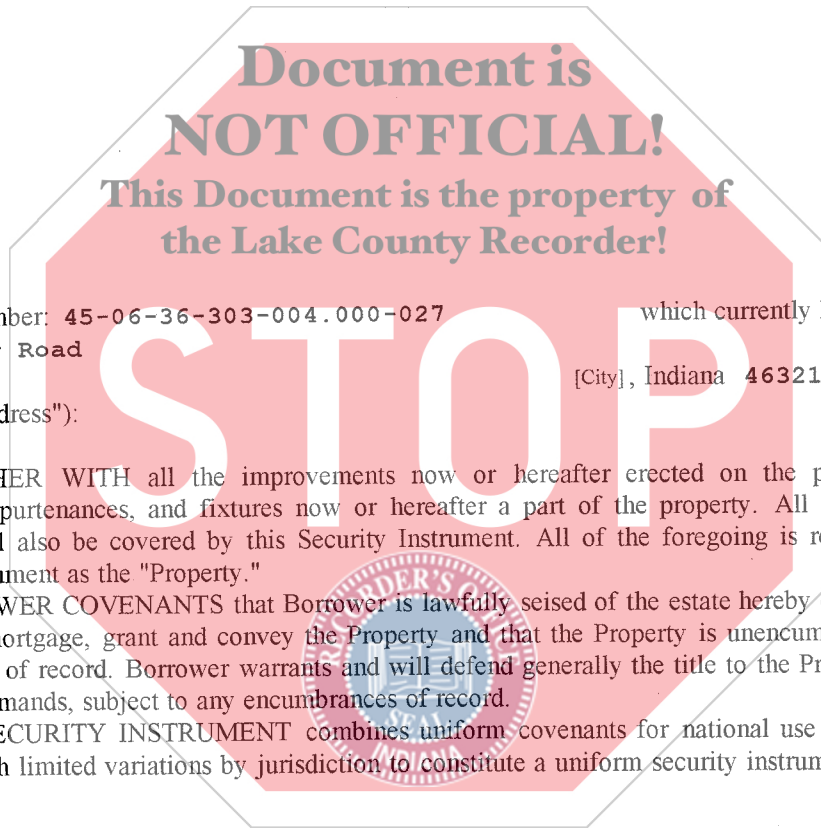 Document is
NOT OFFICIAL!
This Document is the property of
the Lake County Recorder!
STOP
nber: 45-06-36-303-004.000-027 which currently
Road
[City], Indiana 46321
dress"):
HER WITH all the improvements now or hereafter erected on the p
purtenances, and fixtures now or hereafter a part of the property. All
l also be covered by this Security Instrument. All of the foregoing is re
ument as the "Property."
WER COVENANTS that Borrower is lawfully seised of the estate hereby
mortgage, grant and convey the Property and that the Property is unencum
of record. Borrower warrants and will defend generally the title to the Pr
mands, subject to any encumbrances of record.
ECURITY INSTRUMENT combines uniform covenants for national use
h limited variations by jurisdiction to constitute a uniform security instrum
RECORDER'S OFFICE
SEAL
INDIANA